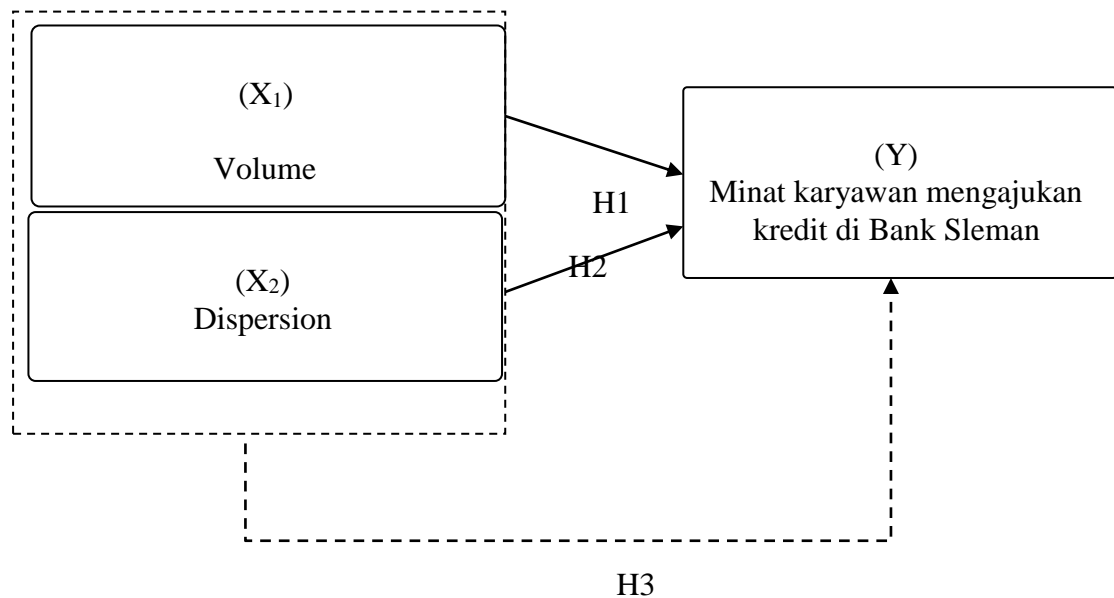 (X₁)
Volume
(X₂)
Dispersion
H1
H2
(Y)
Minat karyawan mengajukan
kredit di Bank Sleman
H3